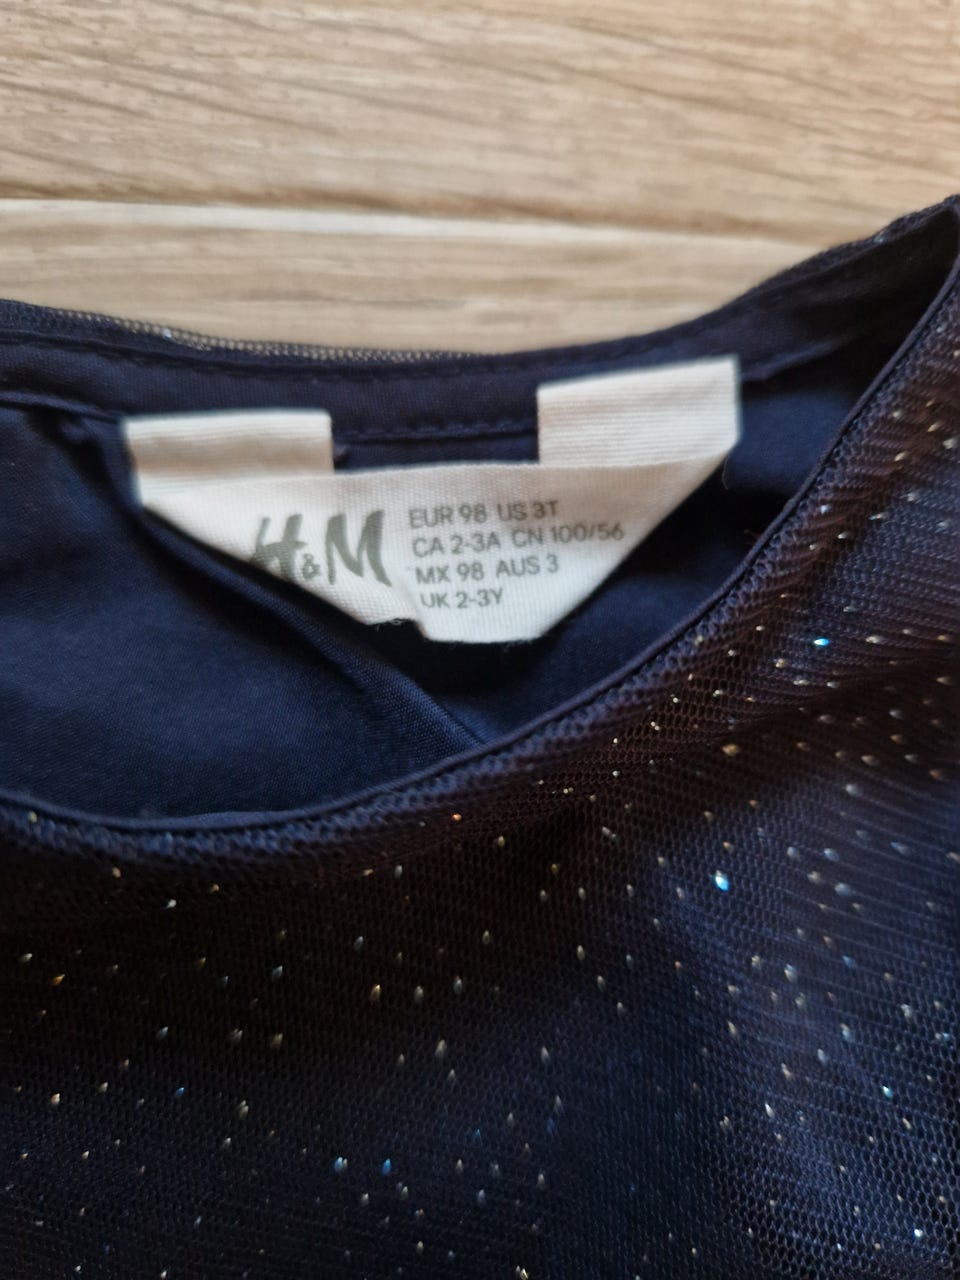 H&M
EUR 98 US 3T
CA 2-3A CN 100/56
MX 98 AUS 3
UK 2-3Y